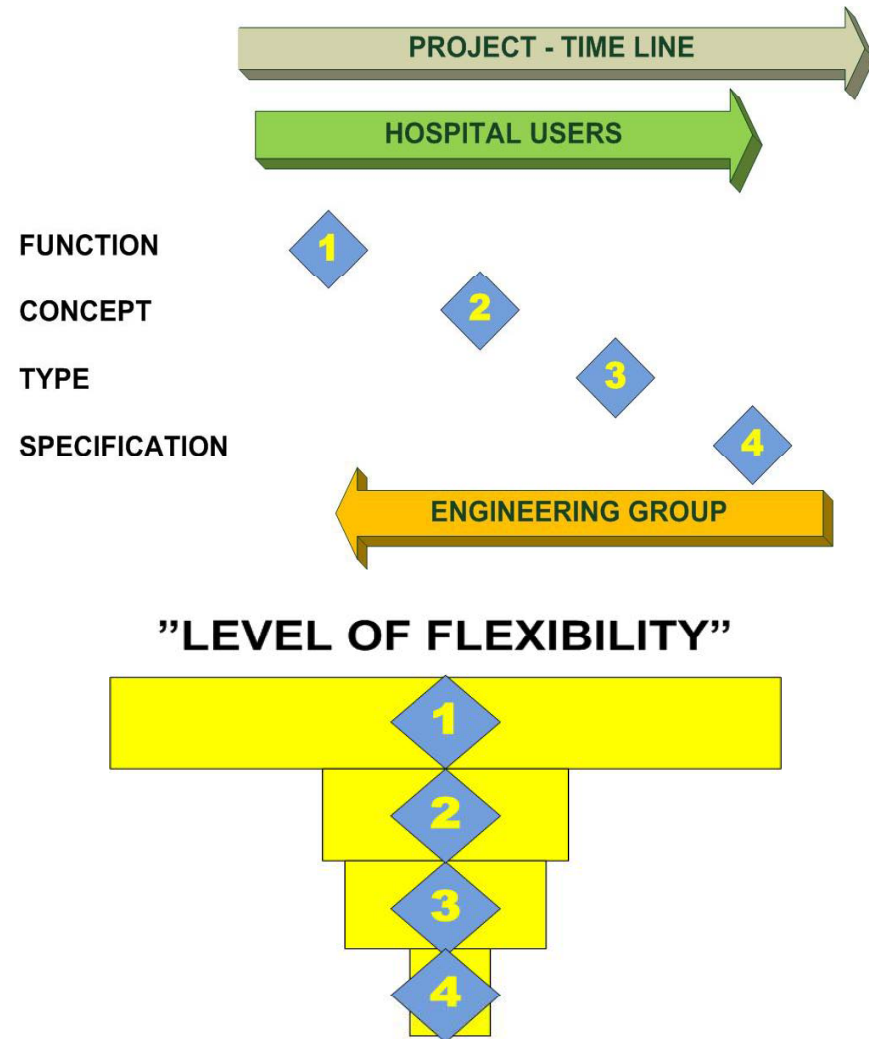 PROJECT - TIME LINE
HOSPITAL USERS
FUNCTION
1
CONCEPT
2
TYPE
3
SPECIFICATION
4
ENGINEERING GROUP
”LEVEL OF FLEXIBILITY”
1
2
3
4